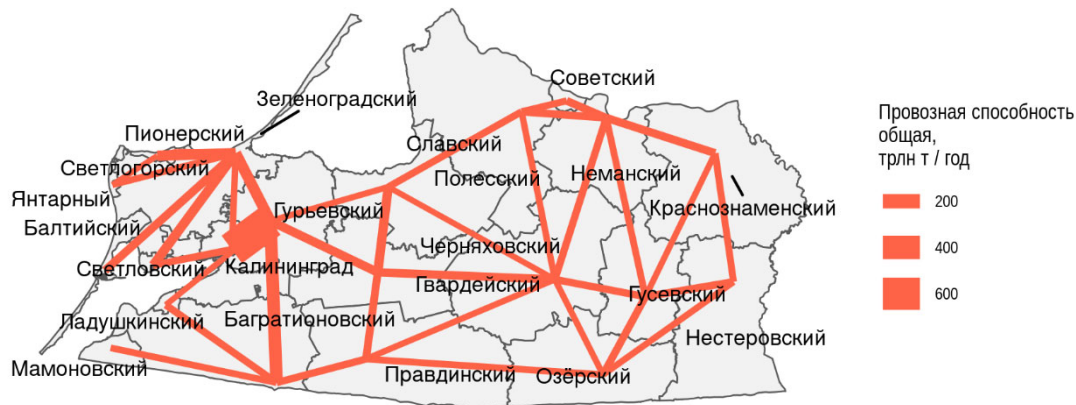 Советский
Зеленоградский
Пионерский
Славский
Светлогорский
Полесский
Неманский
Янтарный
Краснознаменский
Гурьевский
Балтийский
Черняховский
Светловский
Калининград
Гвардейский
Гусевский
Ладушкинский
Багратионовский
Нестеровский
Мамоновский
Правдинский
Озёрский
Провозная способность
общая,
трлн т / год
200
400
600